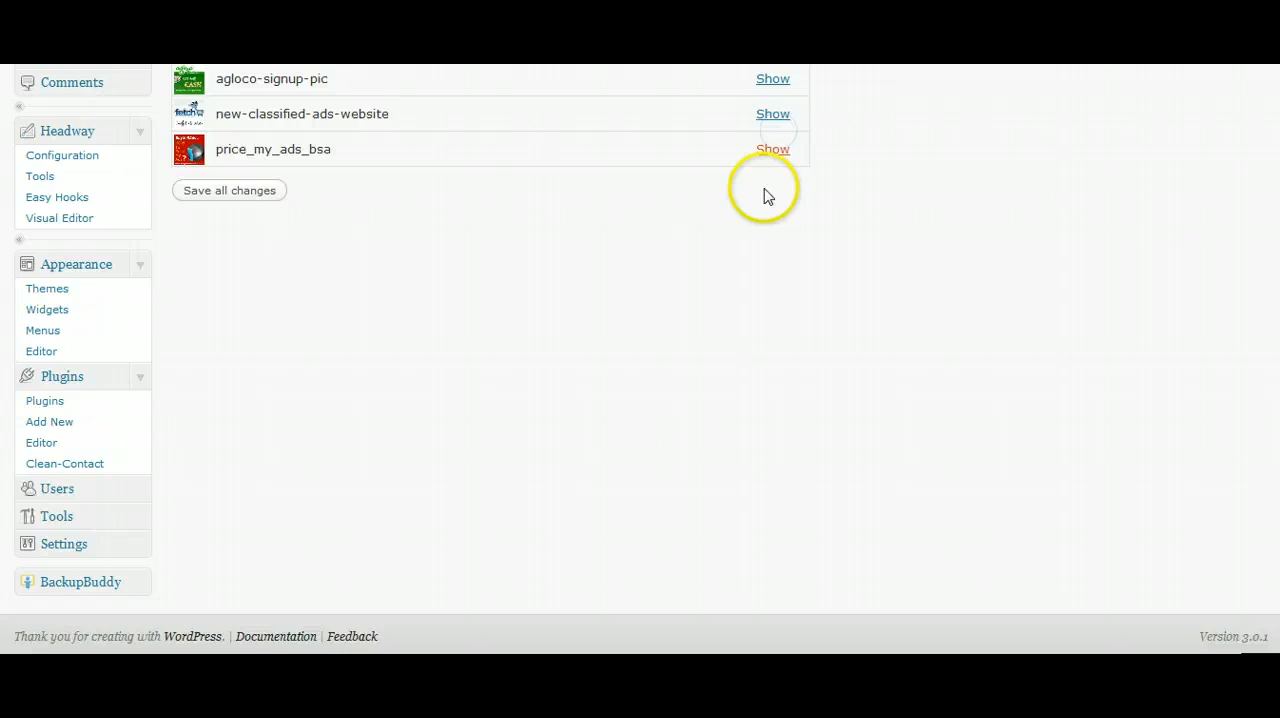 Comments
agloco-signup-pic Show
new-classified-ads-website Show
price_my_ads_bsa Show
Save all changes
Headway
Configuration
Tools
Easy Hooks
Visual Editor
Appearance
Themes
Widgets
Menus
Editor
Plugins
Plugins
Add New
Editor
Clean-Contact
Users
Tools
Settings
BackupBuddy
Thank you for creating with WordPress. | Documentation | Feedback
Version 3.0.1